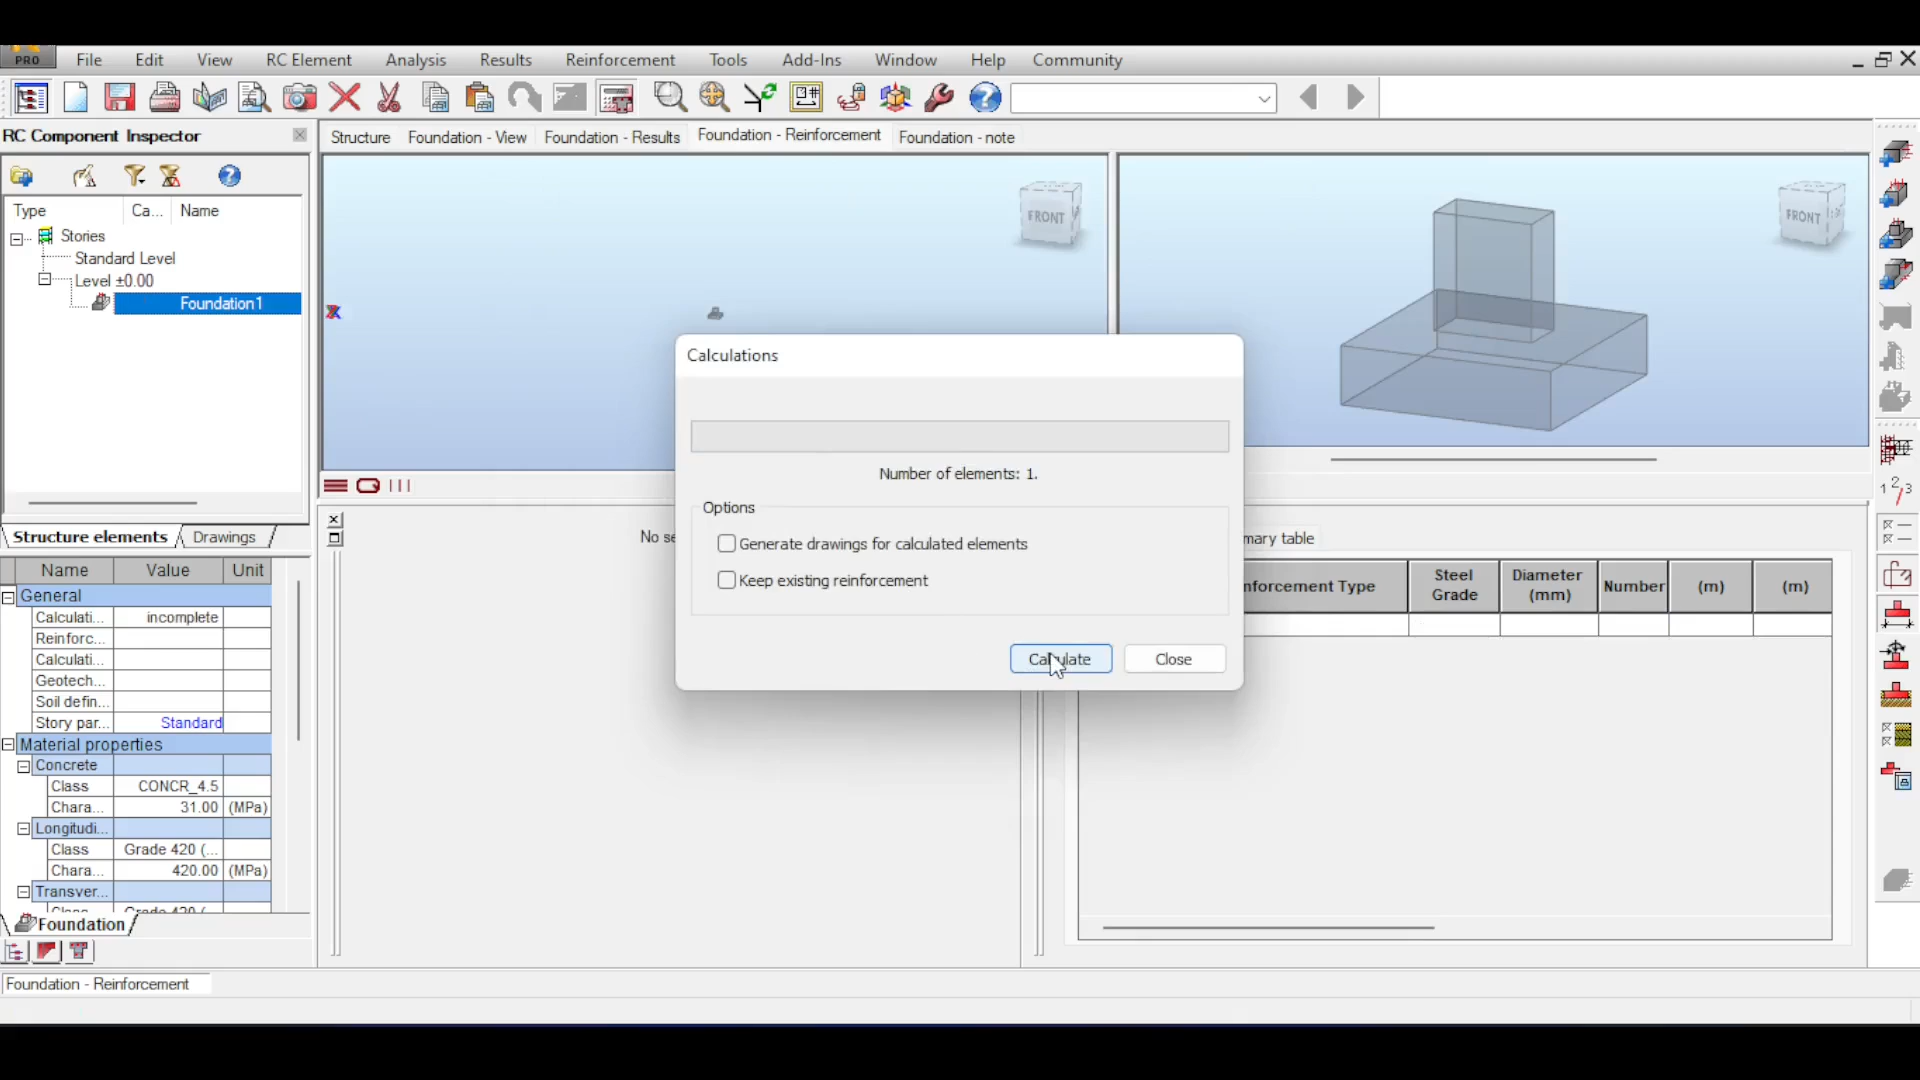 PRO
File Edit View RC Element Analysis Results Reinforcement Tools Add-Ins Window Help Community
RC Component Inspector
Structure Foundation - View Foundation - Results Foundation - Reinforcement Foundation - note
Type Ca... Name
Stories
Standard Level
Level ±0.00
Foundation1
FRONT
FRONT
Calculations
Number of elements: 1.
Options
Generate drawings for calculated elements
Keep existing reinforcement
Calculate Close
Structure elements Drawings
No se
mary table
nforcement Type Steel Grade Diameter (mm) Number (m) (m)
Name Value Unit
General
Calculati... incomplete
Reinforc...
Calculati...
Geotech...
Soil defin...
Story par... Standard
Material properties
Concrete
Class CONCR_4.5
Chara... 31.00 (MPa)
Longitudi...
Class Grade 420 (...
Chara... 420.00 (MPa)
Transver...
Class Grade 420 (
Foundation
Foundation - Reinforcement